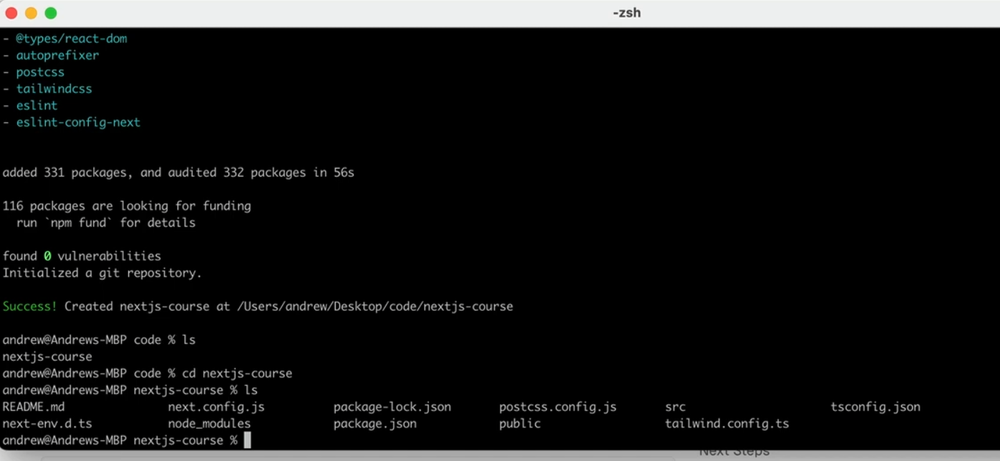 -zsh
- @types/react-dom
- autoprefixer
- postcss
- tailwindcss
- eslint
- eslint-config-next
added 331 packages, and audited 332 packages in 56s
116 packages are looking for funding
  run `npm fund` for details
found 0 vulnerabilities
Initialized a git repository.
Success! Created nextjs-course at /Users/andrew/Desktop/code/nextjs-course
andrew@Andrews-MBP code % ls
nextjs-course
andrew@Andrews-MBP code % cd nextjs-course
andrew@Andrews-MBP nextjs-course % ls
README.md next.config.js package-lock.json postcss.config.js src tsconfig.json
next-env.d.ts node_modules package.json public tailwind.config.ts
andrew@Andrews-MBP nextjs-course %
Next Steps